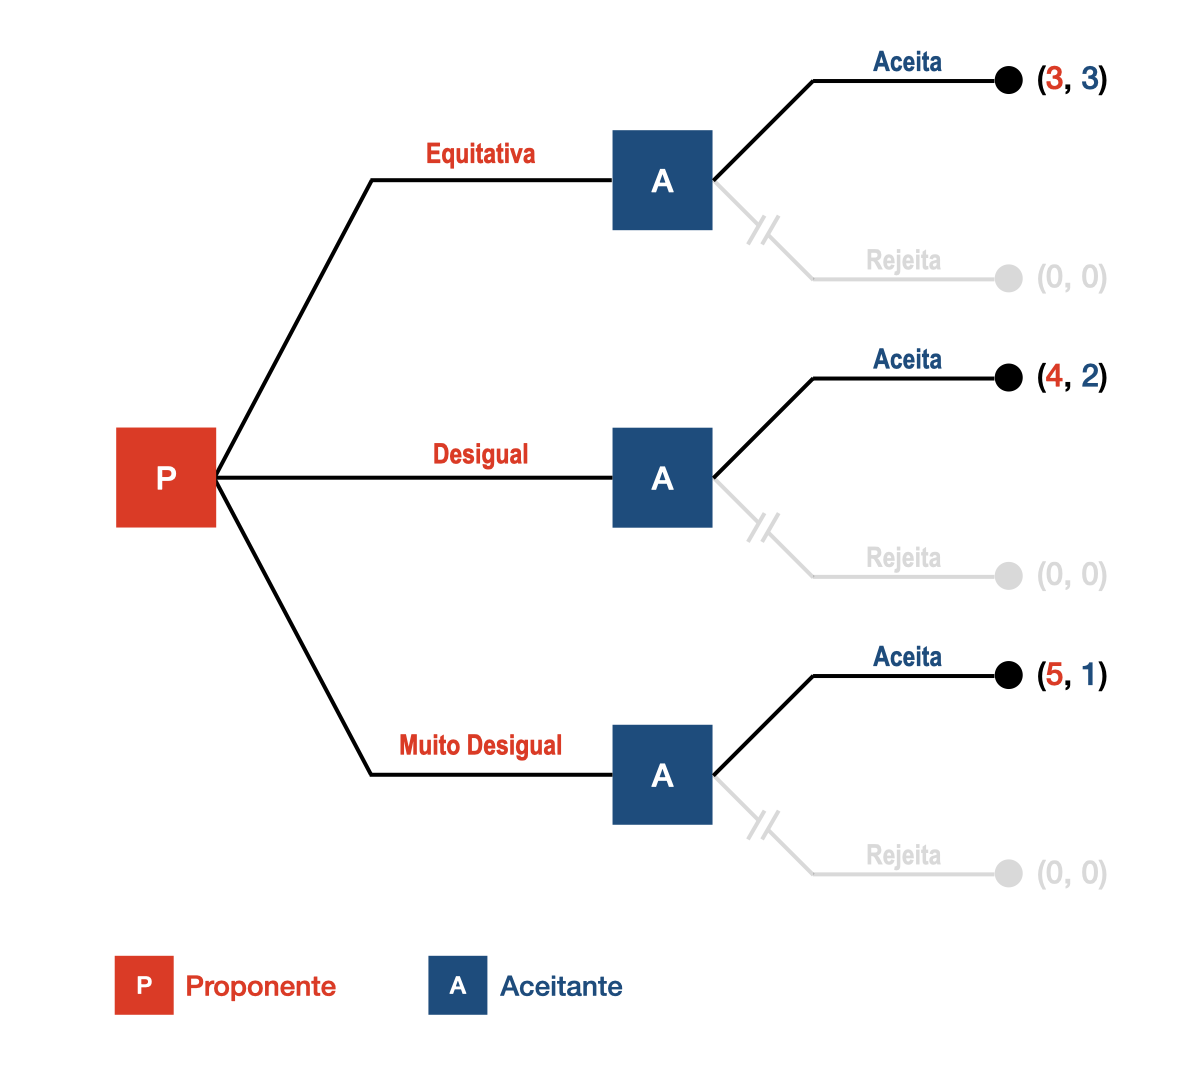 Aceita
(3, 3)
Equitativa
A
Rejeita
(0, 0)
Aceita
(4, 2)
Desigual
P
A
Rejeita
(0, 0)
Aceita
(5, 1)
Muito Desigual
A
Rejeita
(0, 0)
P Proponente
A Aceitante